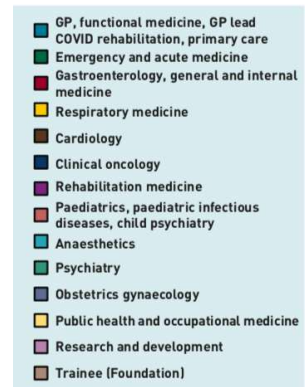 GP, functional medicine, GP lead
COVID rehabilitation, primary care
Emergency and acute medicine
Gastroenterology, general and internal
medicine
Respiratory medicine
Cardiology
Clinical oncology
Rehabilitation medicine
Paediatrics, paediatric infectious
diseases, child psychiatry
Anaesthetics
Psychiatry
Obstetrics gynaecology
Public health and occupational medicine
Research and development
Trainee (Foundation)